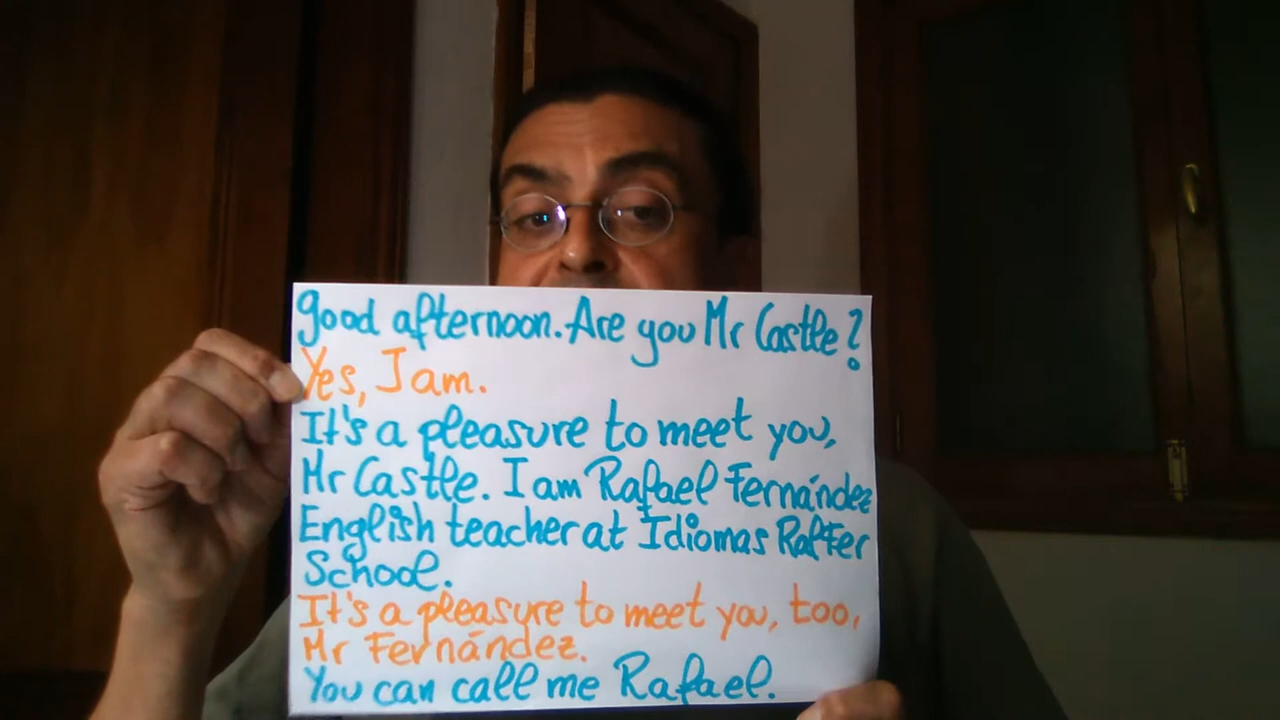 good afternoon. Are you Mr Castle?
Yes, I am.
It's a pleasure to meet you,
Mr Castle. I am Rafael Fernández
English teacher at Idiomas RafFer
School.
It's a pleasure to meet you, too,
Mr Fernández.
You can call me Rafael.